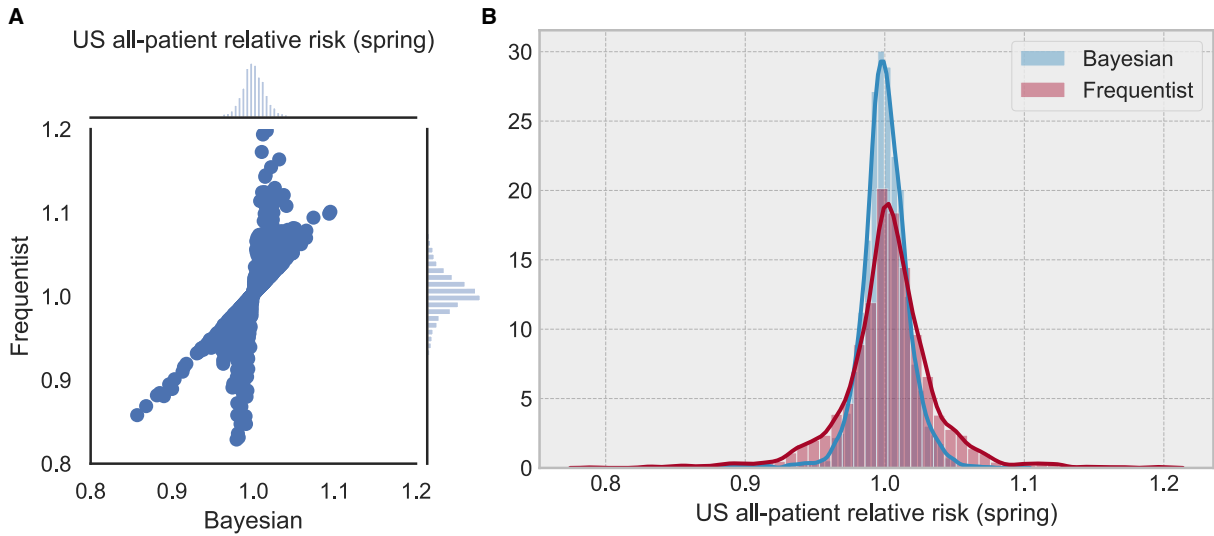 A
US all-patient relative risk (spring)
1.2
1.1
1.0
0.9
0.8
Frequentist
0.8 0.9 1.0 1.1 1.2
Bayesian
B
30
25
20
15
10
5
0
Bayesian
Frequentist
0.8 0.9 1.0 1.1 1.2
US all-patient relative risk (spring)